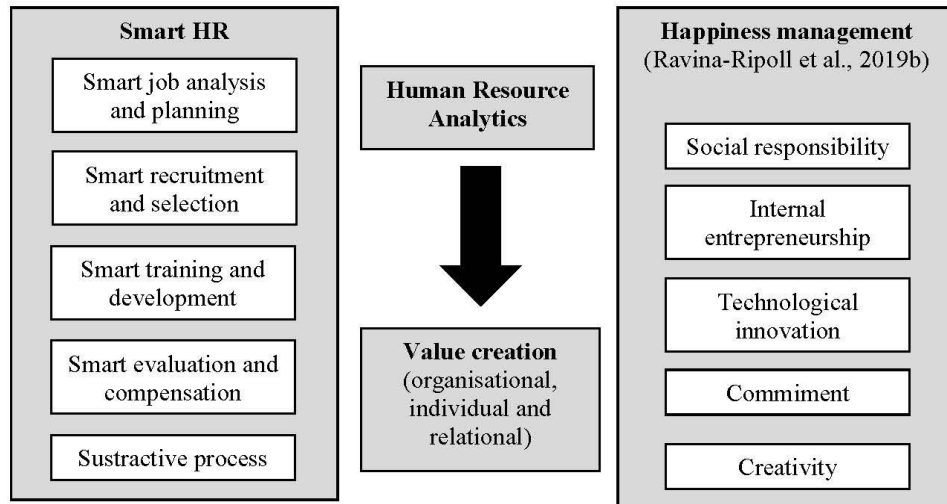 Smart HR
Smart job analysis
and planning
Smart recruitment
and selection
Smart training and
development
Smart evaluation and
compensation
Sustractive process
Human Resource
Analytics
Value creation
(organisational,
individual and
relational)
Happiness management
(Ravina-Ripoll et al., 2019b)
Social responsibility
Internal
entrepreneurship
Technological
innovation
Commiment
Creativity